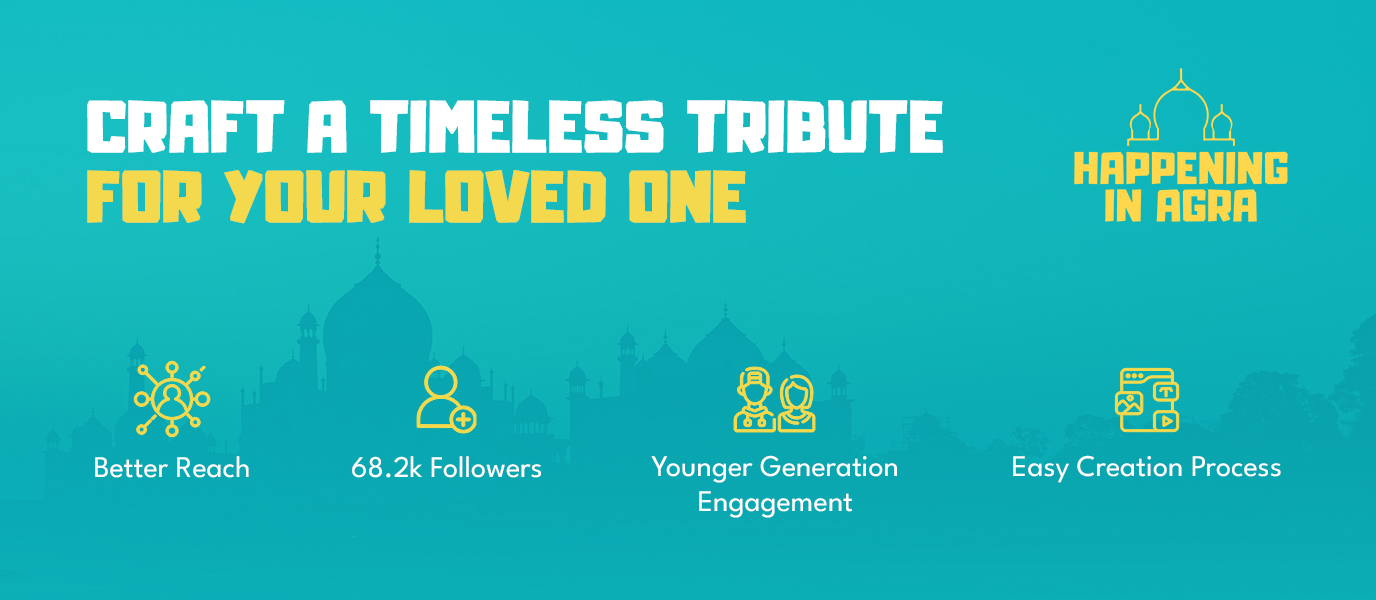 CRAFT A TIMELESS TRIBUTE
FOR YOUR LOVED ONE
HAPPENING
IN AGRA
Better Reach
68.2k Followers
Younger Generation
Engagement
Easy Creation Process